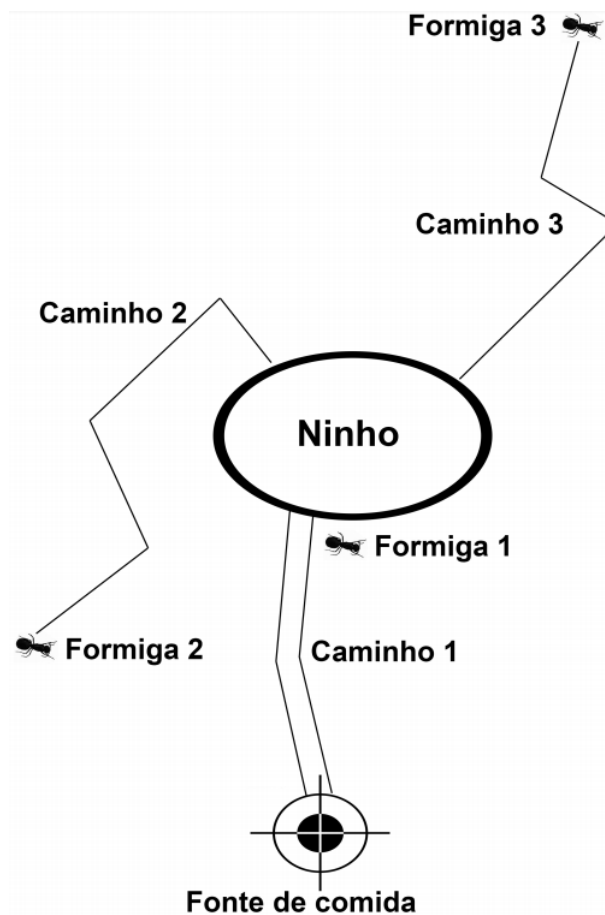 Formiga 3
Caminho 3
Caminho 2
Ninho
Formiga 1
Formiga 2
Caminho 1
Fonte de comida